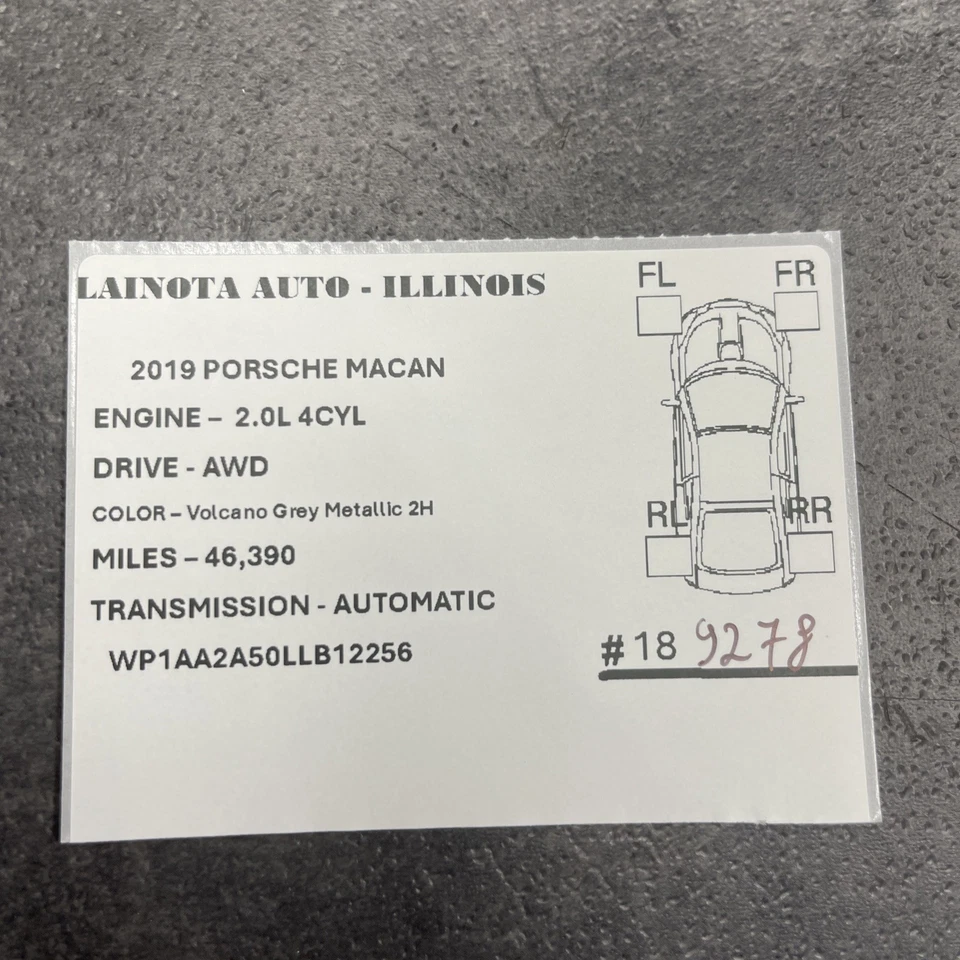 LAINOTA AUTO - ILLINOIS
2019 PORSCHE MACAN
ENGINE – 2.0L 4CYL
DRIVE - AWD
COLOR – Volcano Grey Metallic 2H
MILES – 46,390
TRANSMISSION - AUTOMATIC
WP1AA2A50LLB12256
FL FR
RL RR
#18 9278